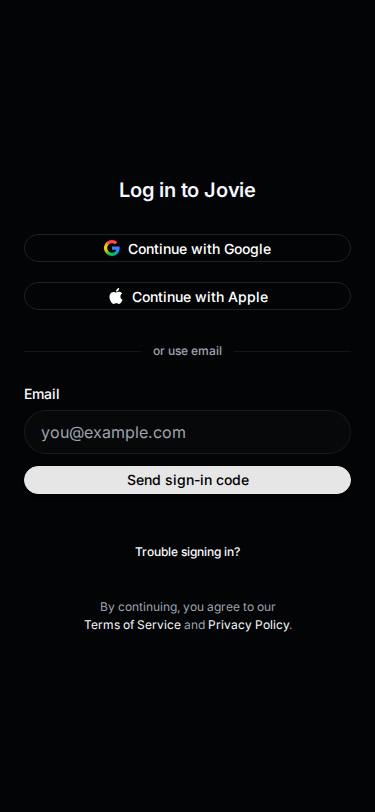 Log in to Jovie
Continue with Google
Continue with Apple
or use email
Email
you@example.com
Send sign-in code
Trouble signing in?
By continuing, you agree to our
Terms of Service and Privacy Policy.